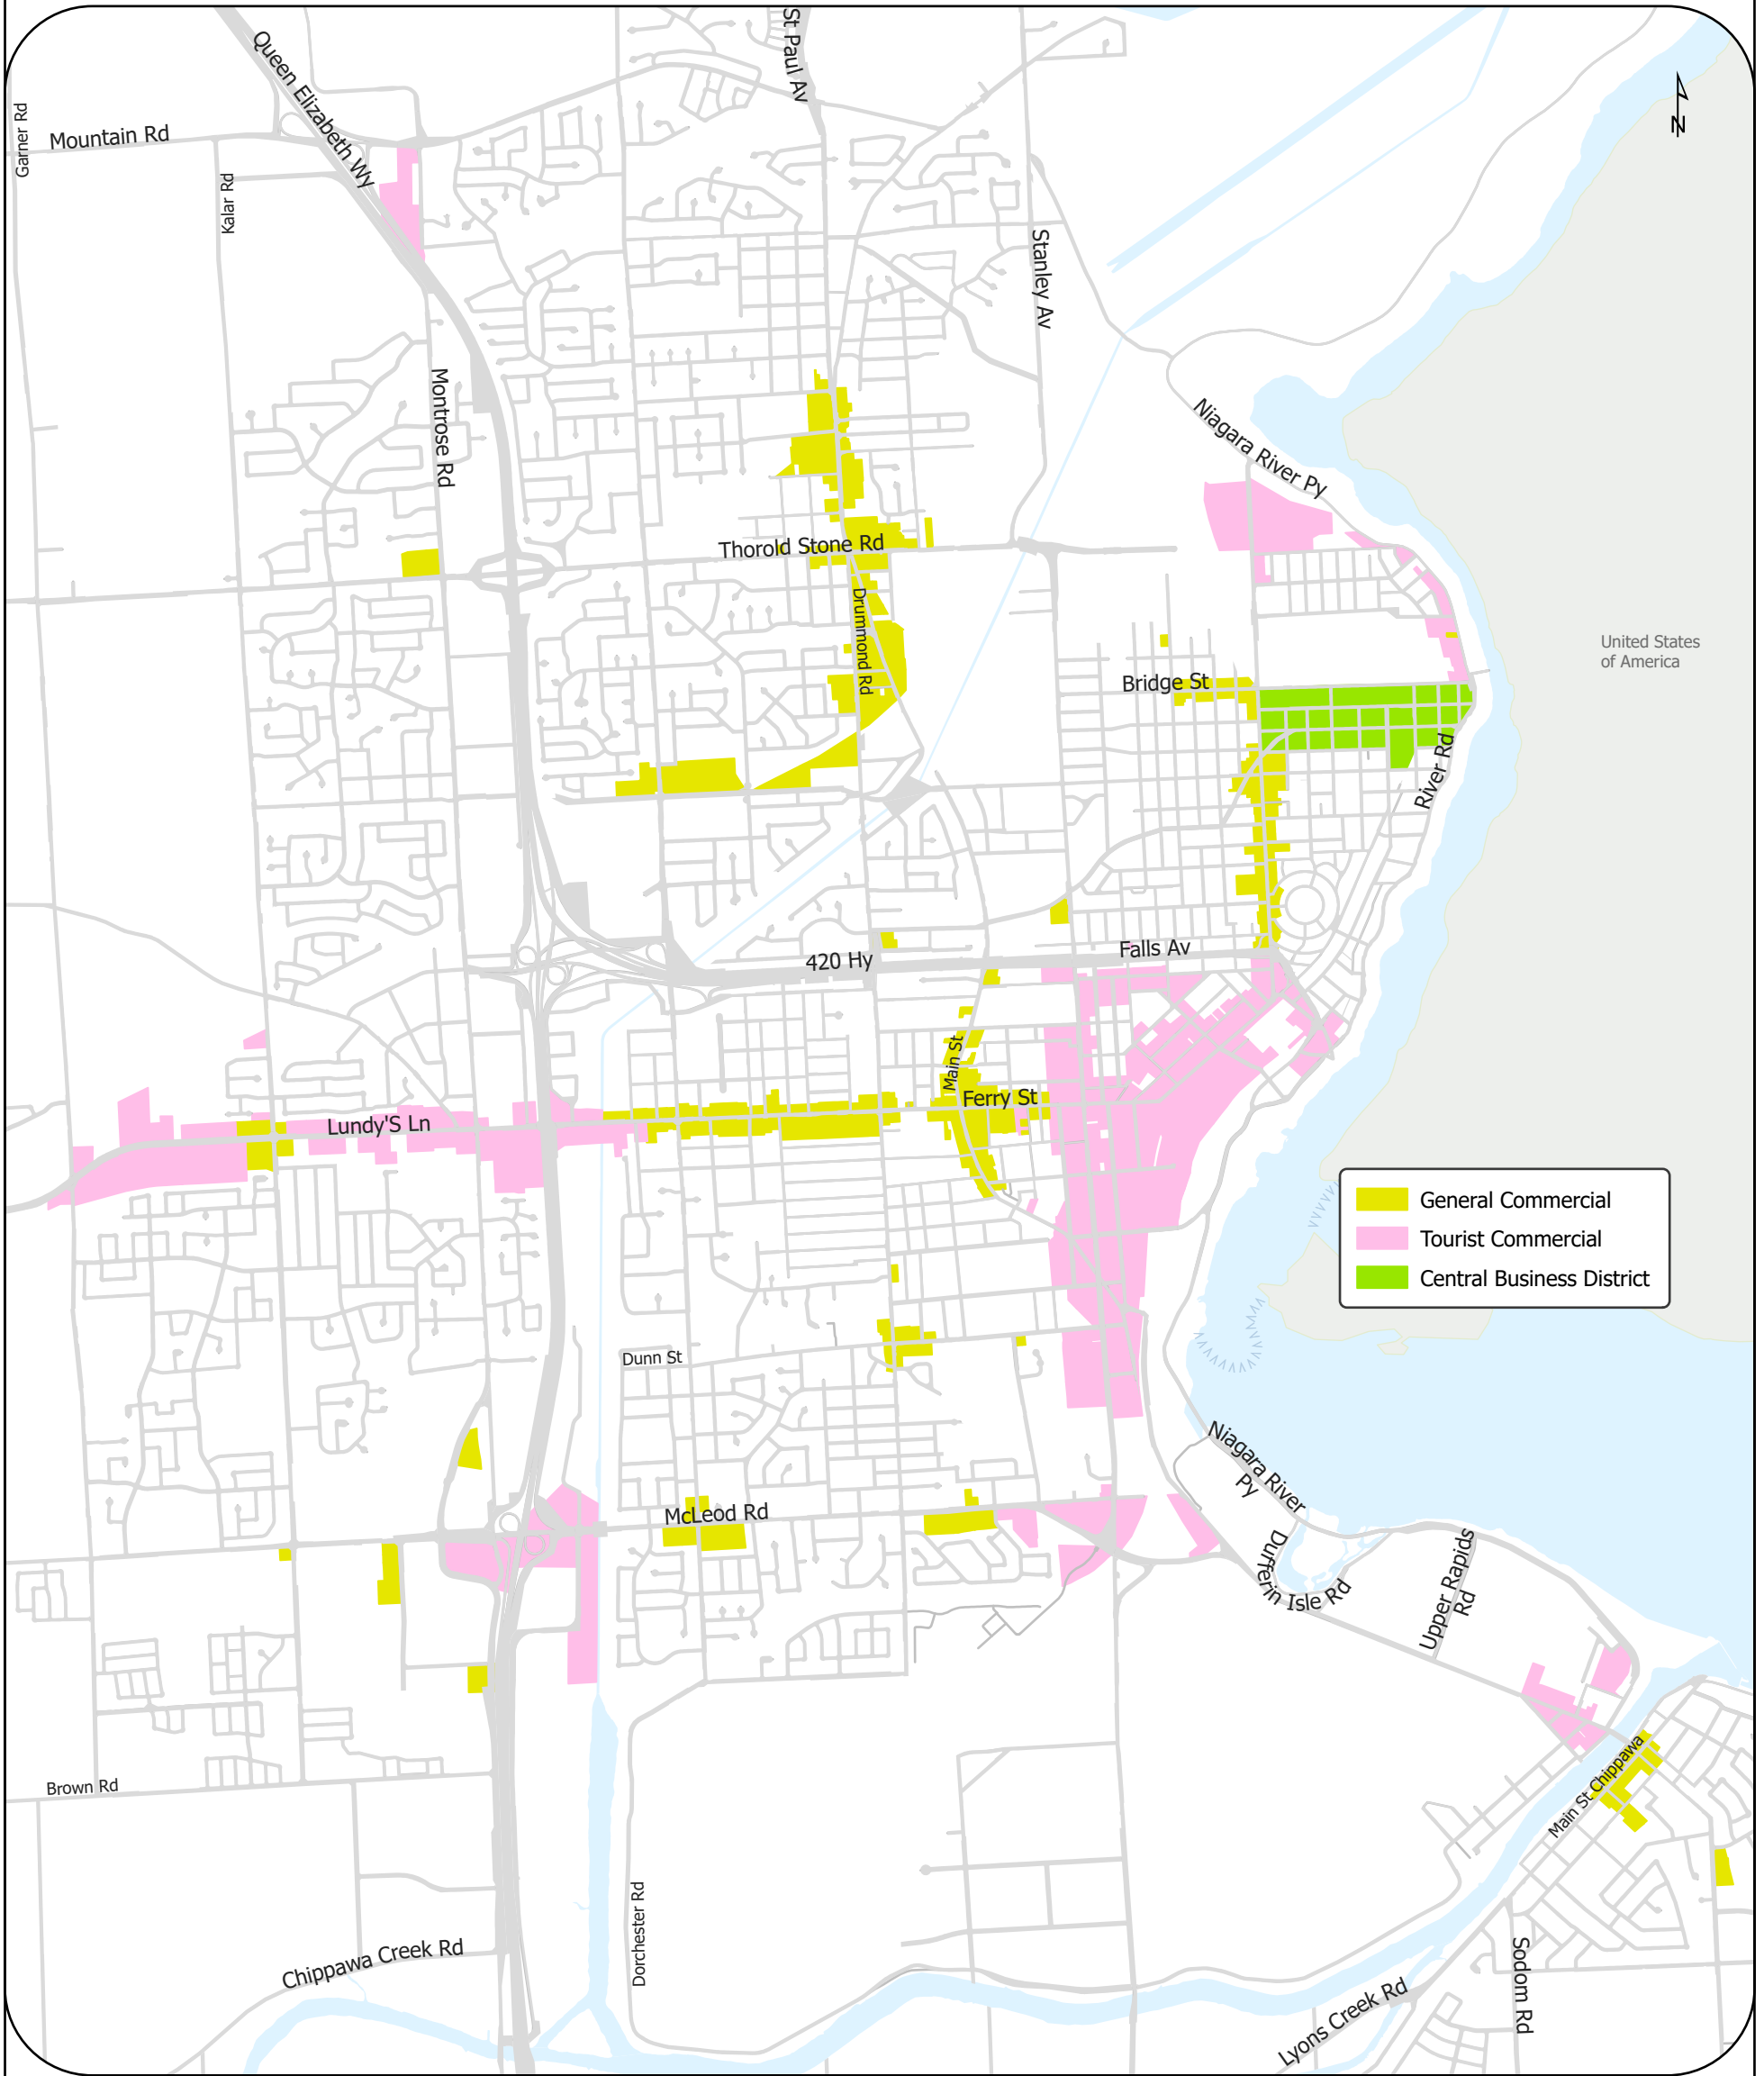 St Paul Av
Queen Elizabeth Wy
Garner Rd
Mountain Rd
N
Kalar Rd
Stanley Av
Montrose Rd
Niagara River Py
Thorold Stone Rd
Drummond Rd
United States
of America
Bridge St
River Rd
Falls Av
420 Hy
Main St
Ferry St
Lundy'S Ln
General Commercial
Tourist Commercial
Central Business District
Dunn St
Niagara River
Py
McLeod Rd
Dufferin Isle Rd
Upper Rapids
Rd
Main St Chippawa
Brown Rd
Dorchester Rd
Chippawa Creek Rd
Sodom Rd
Lyons Creek Rd